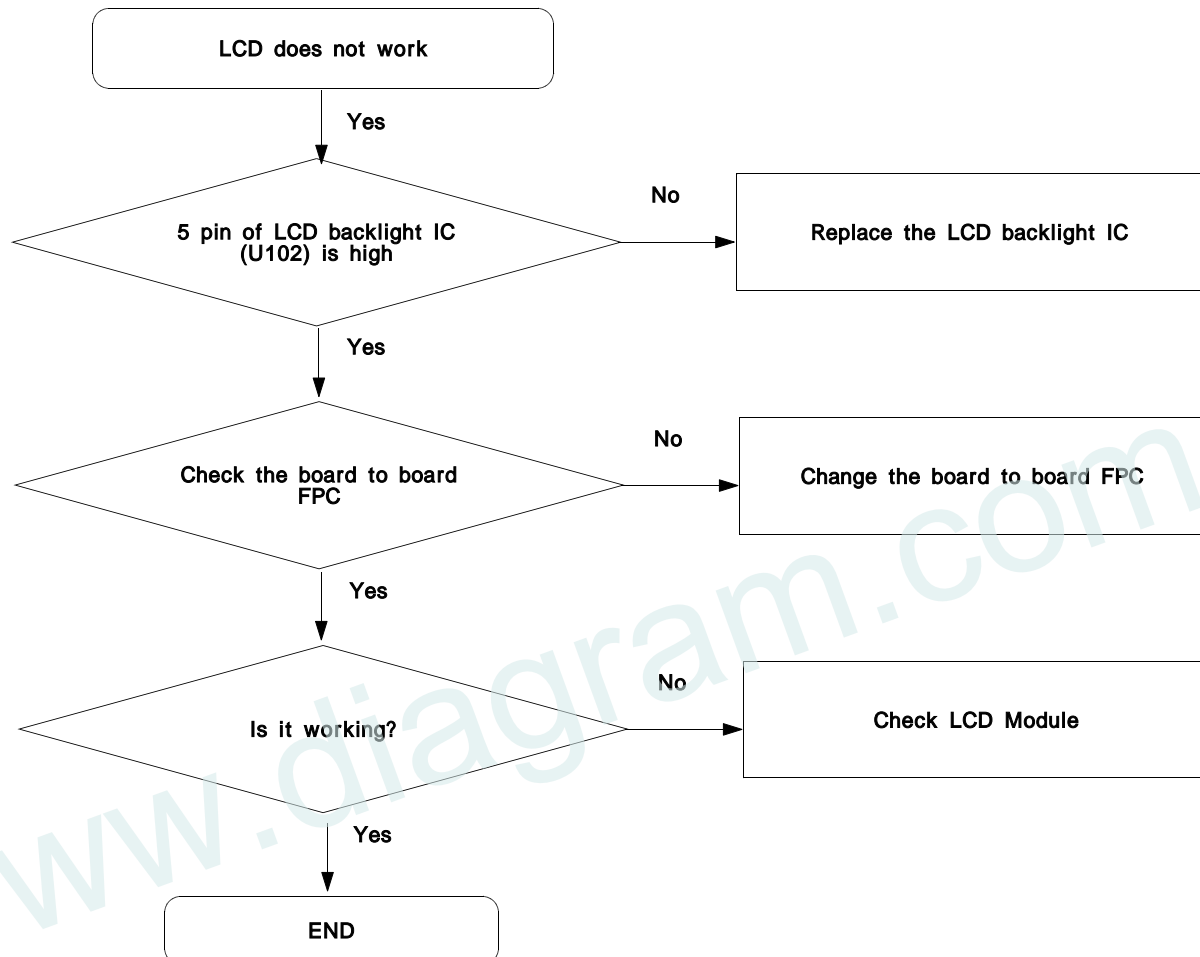 LCD does not work
Yes
5 pin of LCD backlight IC
(U102) is high
No
Replace the LCD backlight IC
Yes
Check the board to board
FPC
No
Change the board to board FPC
Yes
Is it working?
No
Check LCD Module
Yes
END
ww.diagram.com